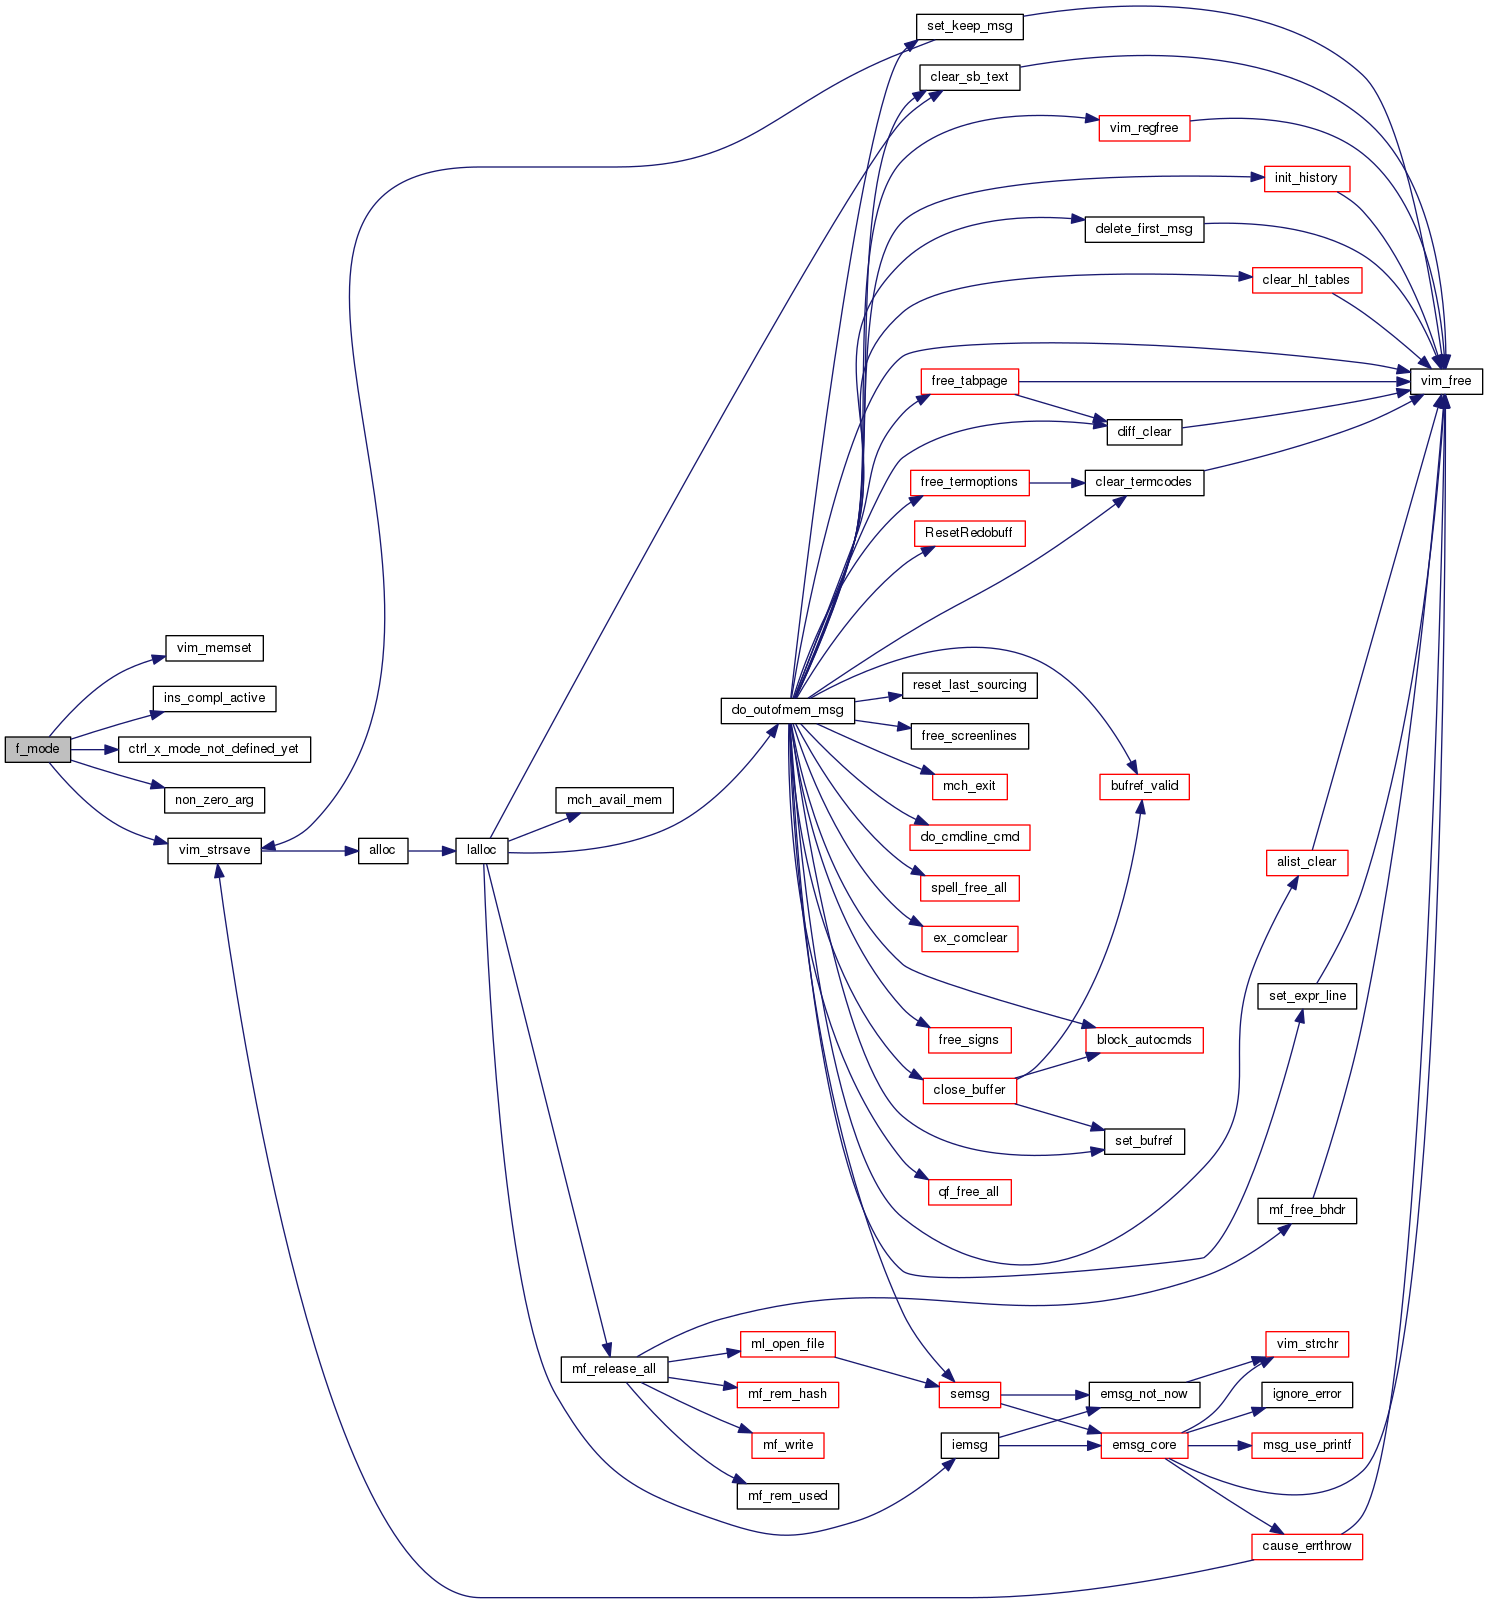 set_keep_msg
clear_sb_text
vim_regfree
init_history
delete_first_msg
clear_hl_tables
free_tabpage
vim_free
diff_clear
free_termoptions
clear_termcodes
ResetRedobuff
vim_memset
ins_compl_active
reset_last_sourcing
f_mode
ctrl_x_mode_not_defined_yet
do_outofmem_msg
free_screenlines
non_zero_arg
mch_avail_mem
mch_exit
bufref_valid
vim_strsave
alloc
lalloc
do_cmdline_cmd
alist_clear
spell_free_all
ex_comclear
set_expr_line
free_signs
block_autocmds
close_buffer
set_bufref
qf_free_all
mf_free_bhdr
ml_open_file
vim_strchr
mf_release_all
mf_rem_hash
semsg
emsg_not_now
ignore_error
mf_write
iemsg
emsg_core
msg_use_printf
mf_rem_used
cause_errthrow